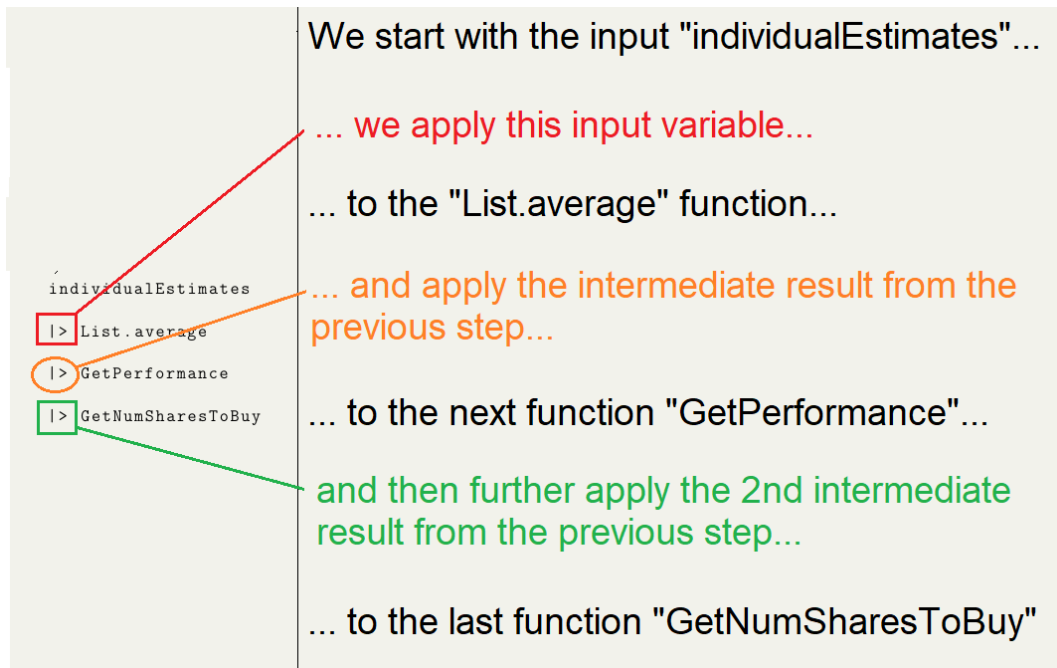 We start with the input "individualEstimates"...
... we apply this input variable...
... to the "List.average" function...
individualEstimates
|> List.average
|> GetPerformance
|> GetNumSharesToBuy
... and apply the intermediate result from the
previous step...
... to the next function "GetPerformance"...
and then further apply the 2nd intermediate
result from the previous step...
... to the last function "GetNumSharesToBuy"